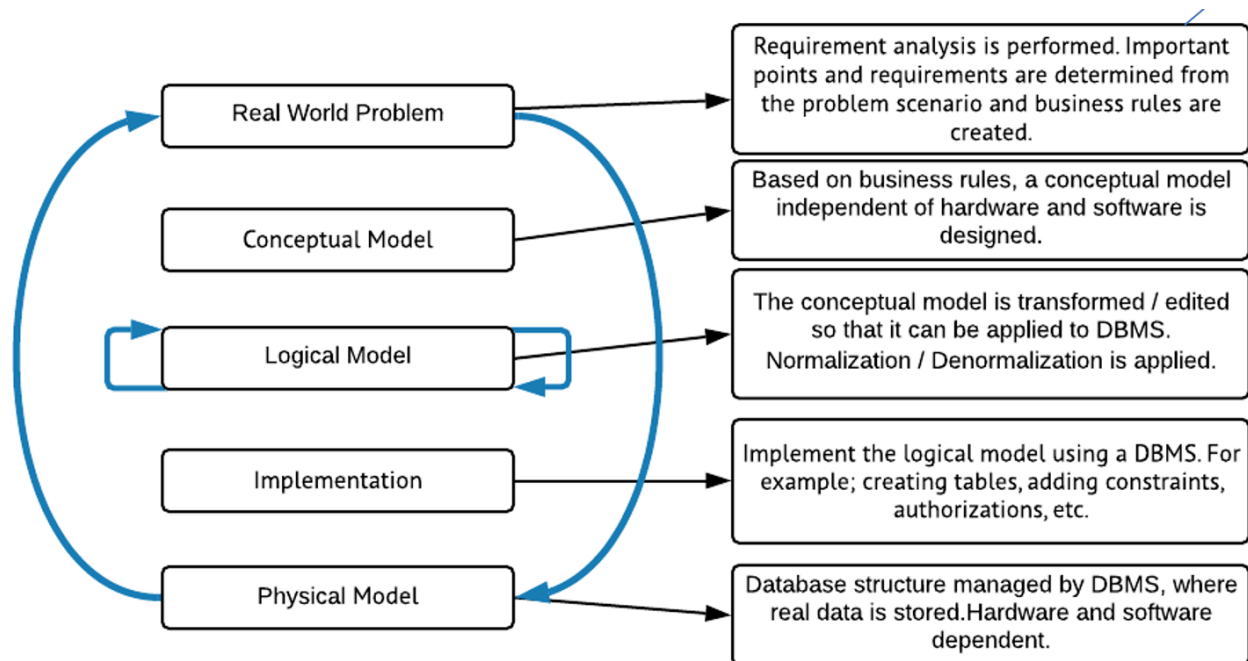 Real World Problem
Requirement analysis is performed. Important
points and requirements are determined from
the problem scenario and business rules are
created.
Conceptual Model
Based on business rules, a conceptual model
independent of hardware and software is
designed.
Logical Model
The conceptual model is transformed / edited
so that it can be applied to DBMS.
Normalization / Denormalization is applied.
Implementation
Implement the logical model using a DBMS. For
example; creating tables, adding constraints,
authorizations, etc.
Physical Model
Database structure managed by DBMS, where
real data is stored.Hardware and software
dependent.